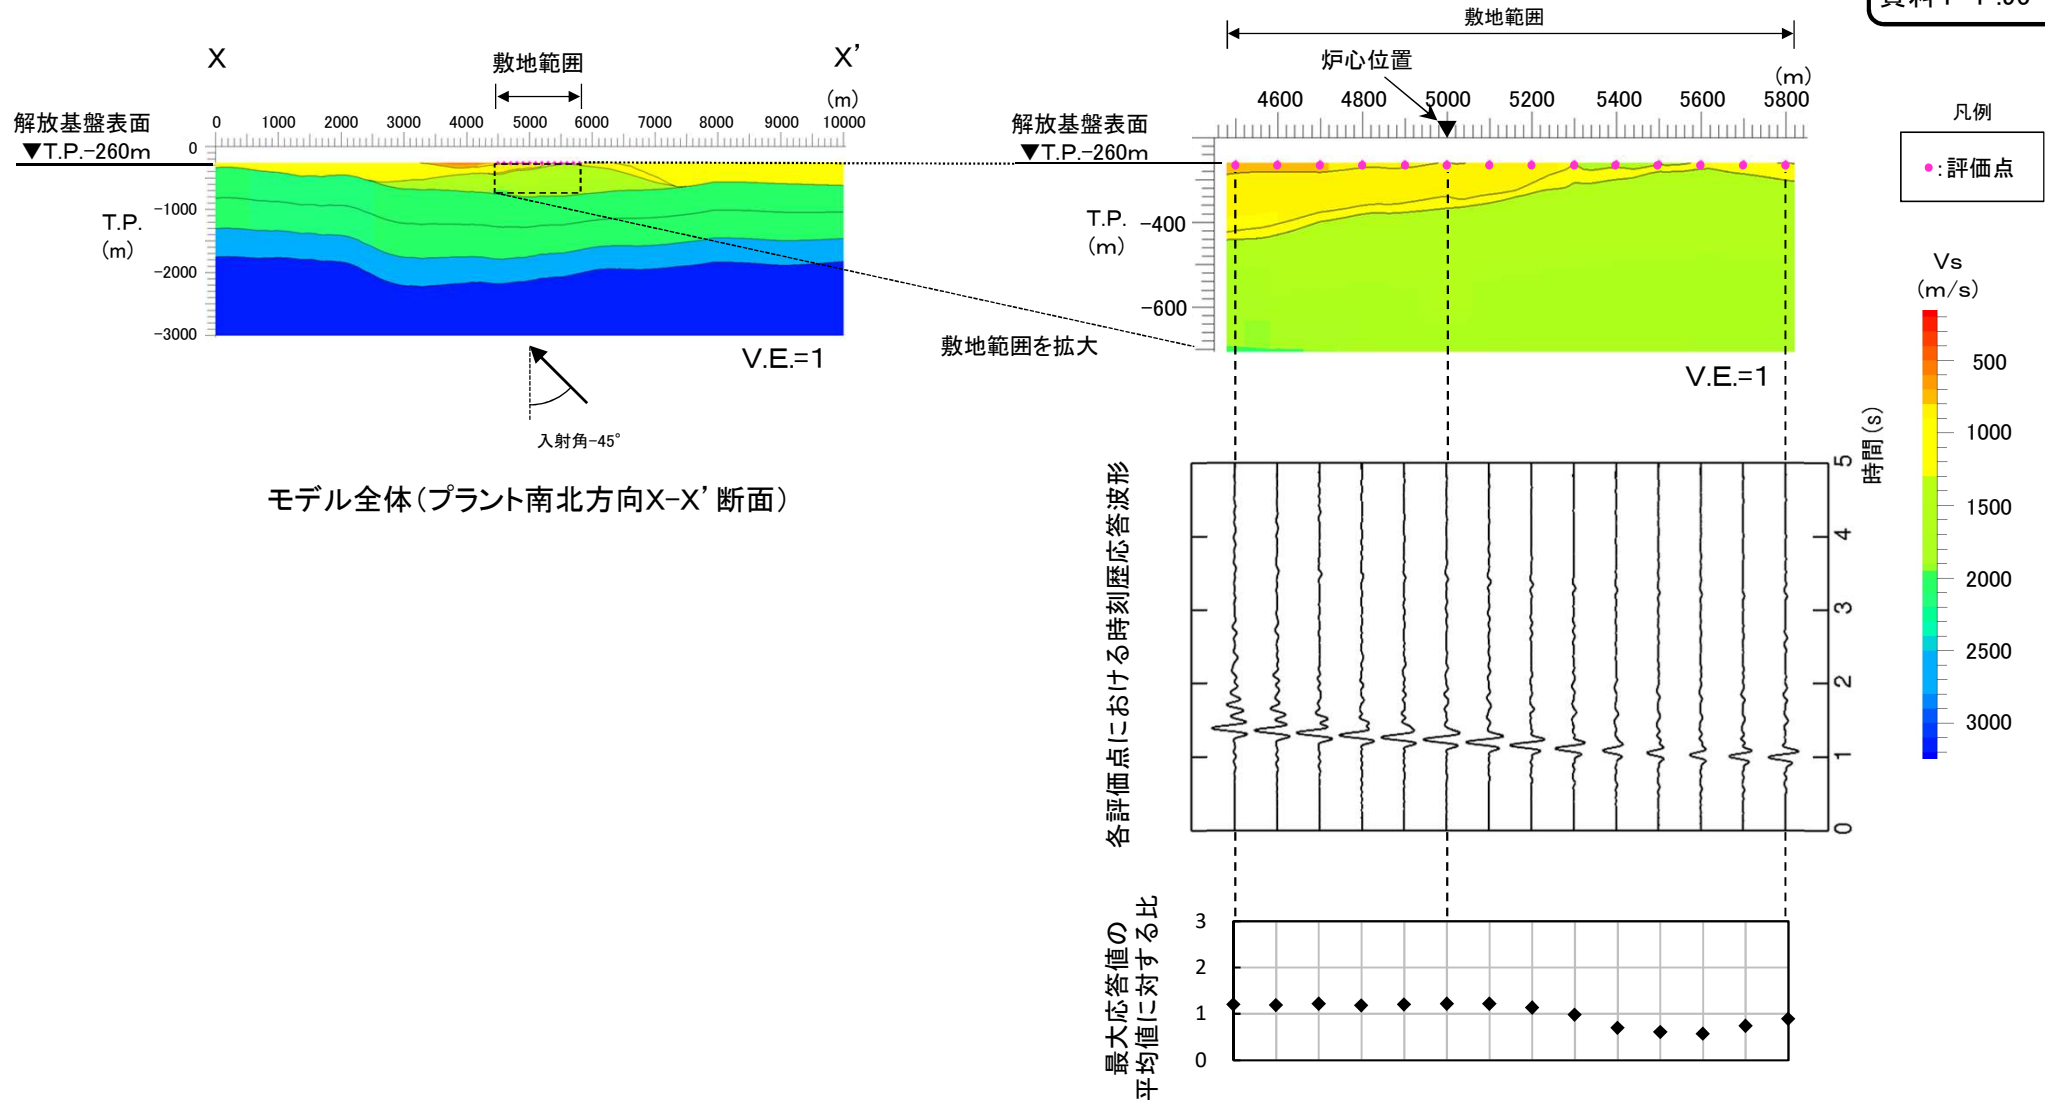 敷地範囲
X
X’
敷地範囲
炉心位置
(m)
(m)
4600 4800 5000 5200 5400 5600 5800
凡例
解放基盤表面
▼T.P.-260m
0 1000 2000 3000 4000 5000 6000 7000 8000 9000 10000
解放基盤表面
▼T.P.-260m
●:評価点
0
-1000
-2000
-3000
T.P.
(m)
T.P.
(m)
-400
-600
敷地範囲を拡大
V.E.=1
V.E.=1
入射角-45°
モデル全体(プラント南北方向X-X’断面)
Vs
(m/s)
500
1000
1500
2000
2500
3000
各評価点における時刻歴応答波形
時間(s)
5
4
3
2
1
0
最大応答値の
平均値に対する比
3
2
1
0